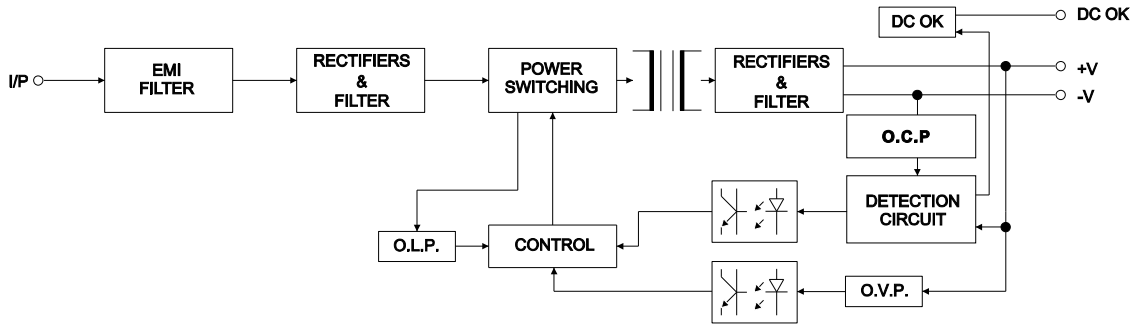 DC OK
DC OK
I/P
EMI
FILTER
RECTIFIERS
&
FILTER
POWER
SWITCHING
RECTIFIERS
&
FILTER
+V
-V
O.C.P
DETECTION
CIRCUIT
O.L.P.
CONTROL
O.V.P.